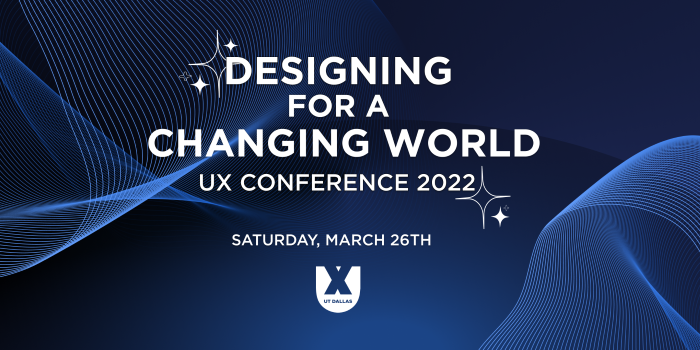 DESIGNING
FOR A
CHANGING WORLD
UX CONFERENCE 2022
SATURDAY, MARCH 26TH
UX
UT DALLAS